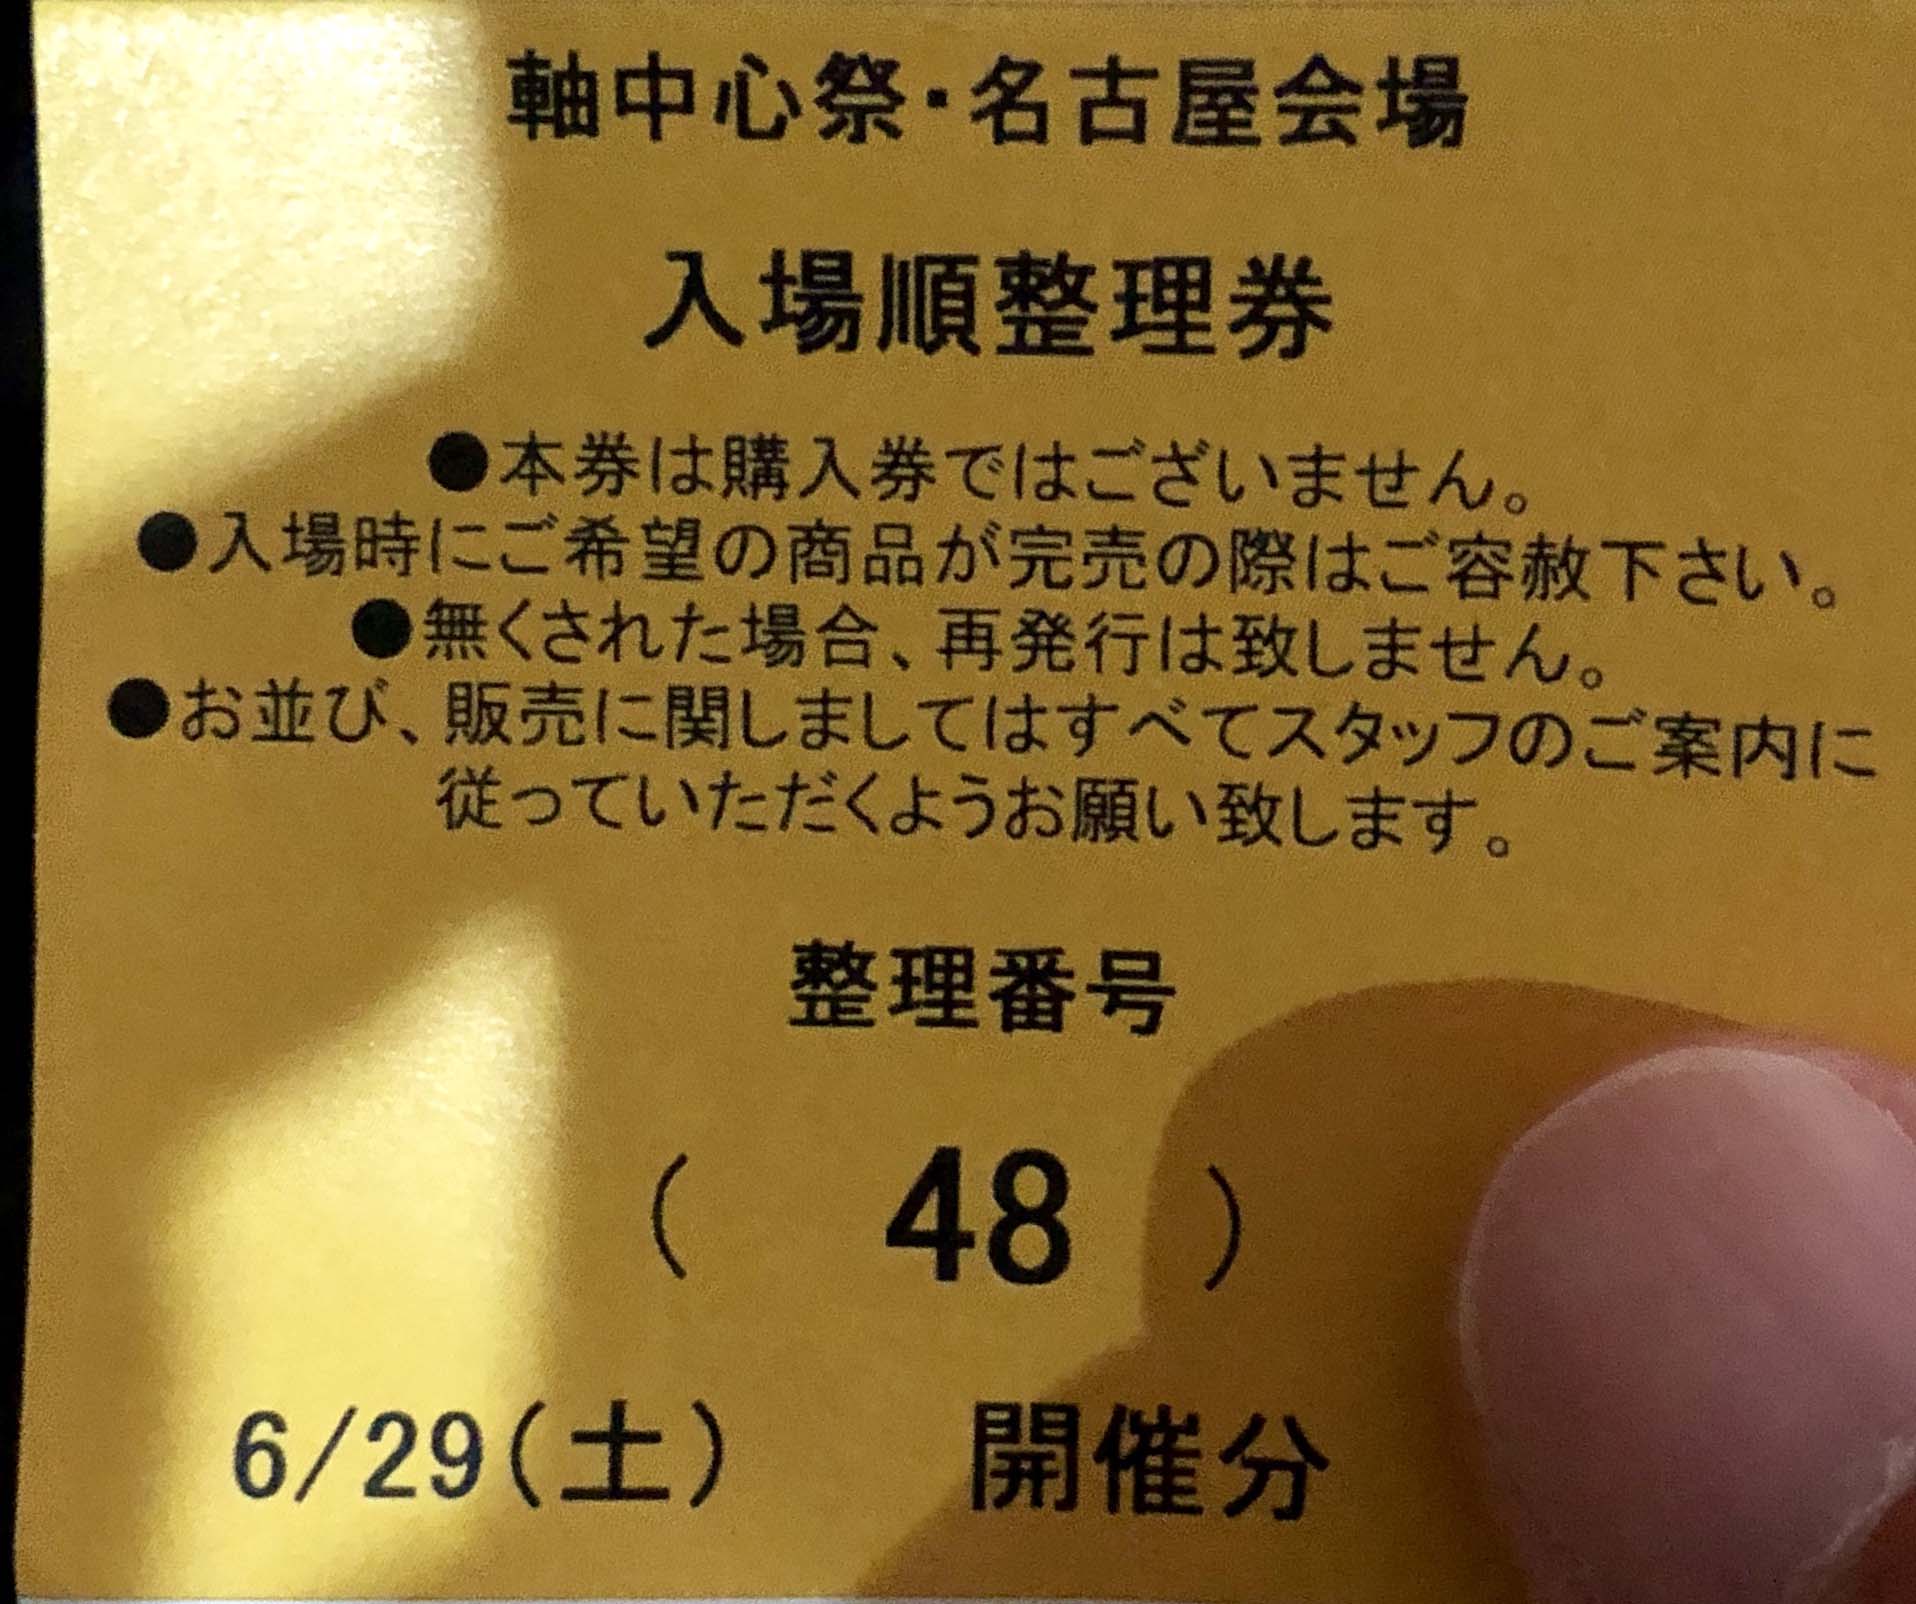 軸中心祭・名古屋会場
入場順整理券
●本券は購入券ではございません。
●入場時にご希望の商品が完売の際はご容赦下さい。
●無くされた場合、再発行は致しません。
●お並び、販売に関しましてはすべてスタッフのご案内に
従っていただくようお願い致します。
整理番号
( 48 )
6/29(土) 開催分